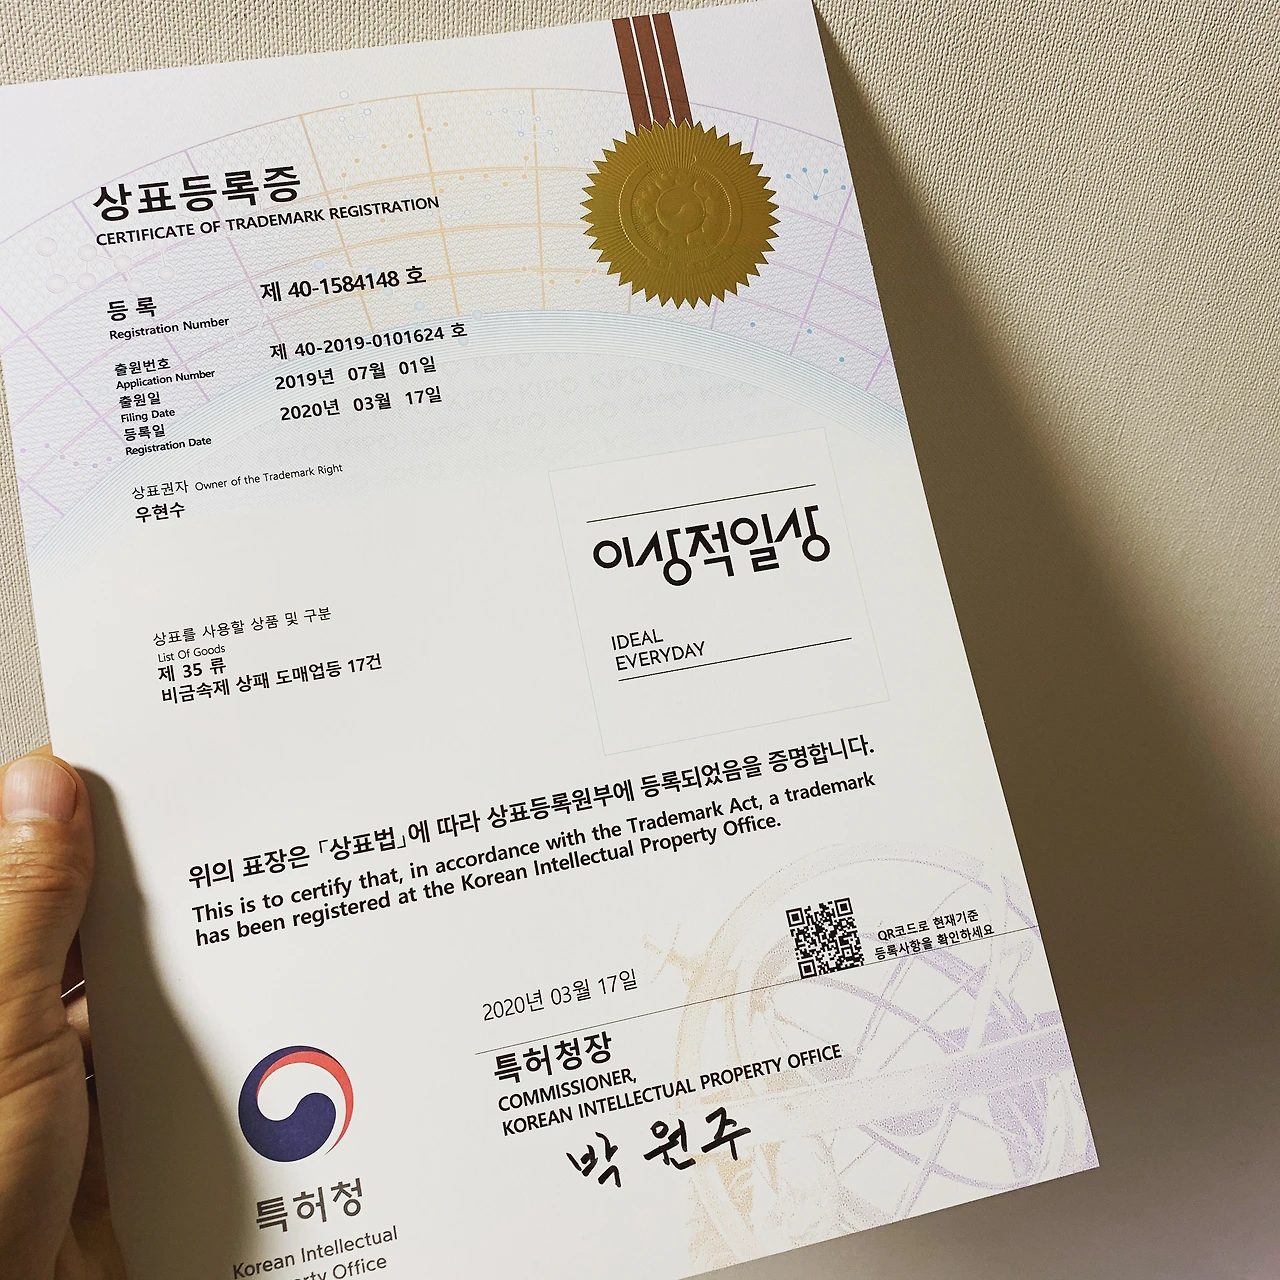 상표등록증
CERTIFICATE OF TRADEMARK REGISTRATION
등 록 제 40-1584148 호
Registration Number
출원번호 제 40-2019-0101624 호
Application Number
출원일 2019년 07월 01일
Filing Date
등록일 2020년 03월 17일
Registration Date
상표권자 Owner of the Trademark Right
우현수
이상적일상
IDEAL
EVERYDAY
상표를 사용할 상품 및 구분
List Of Goods
제 35 류
비금속제 상패 도매업등 17건
위의 표장은 「상표법」에 따라 상표등록원부에 등록되었음을 증명합니다.
This is to certify that, in accordance with the Trademark Act, a trademark
has been registered at the Korean Intellectual Property Office.
QR코드로 현재기준
등록사항을 확인하세요
2020년 03월 17일
특허청장
COMMISSIONER,
KOREAN INTELLECTUAL PROPERTY OFFICE
박원주
특허청
Korean Intellectual
rty Office